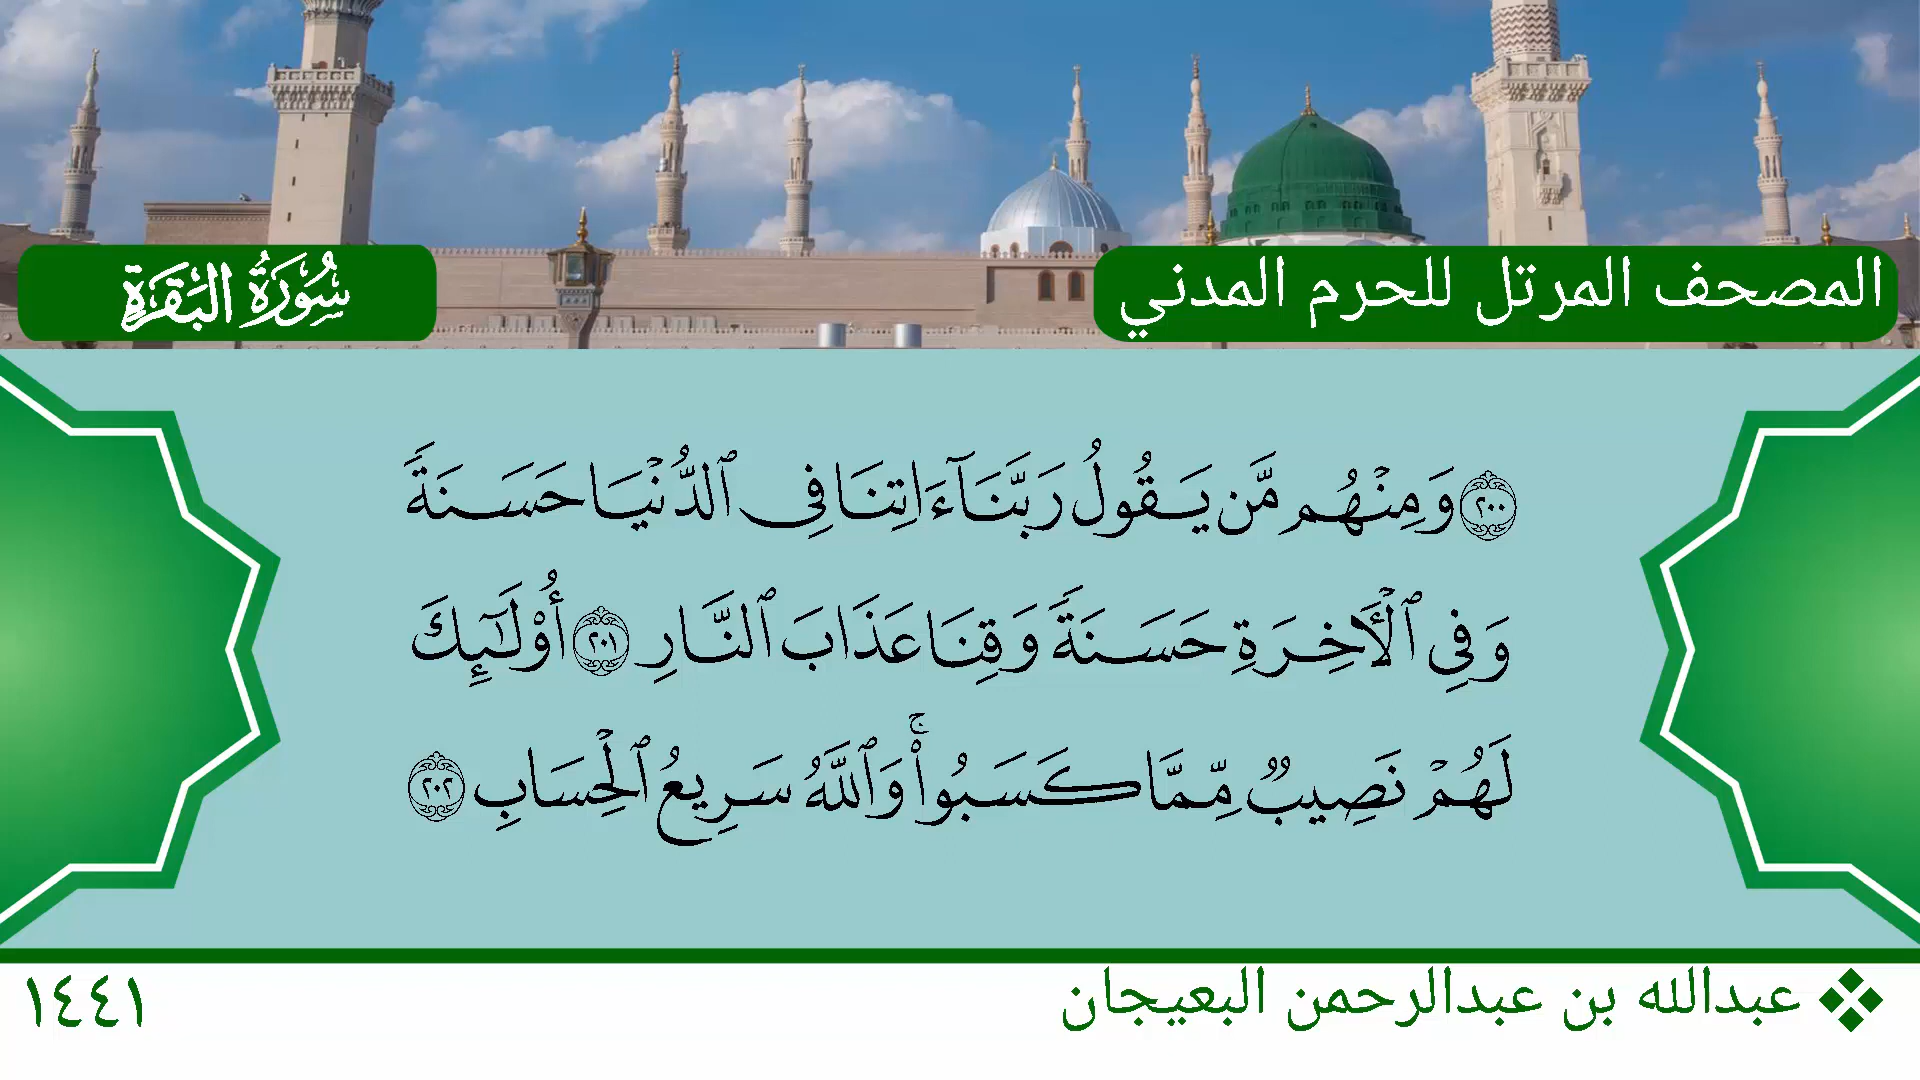 المصحف المرتل للحرم المدني
سُورَةُ البَقَرَةِ
٢٠٠ وَمِنْهُم مَّن يَقُولُ رَبَّنَآ ءَاتِنَا فِى ٱلدُّنْيَا حَسَنَةً
وَفِى ٱلْأَخِرَةِ حَسَنَةً وَقِنَا عَذَابَ ٱلنَّارِ ٢٠١ أُو۟لَـٰٓئِكَ
لَهُمْ نَصِيبٌ مِّمَّا كَسَبُوا۟ ۚ وَٱللَّهُ سَرِيعُ ٱلْحِسَابِ ٢٠٢
❖ عبدالله بن عبدالرحمن البعيجان
١٤٤١